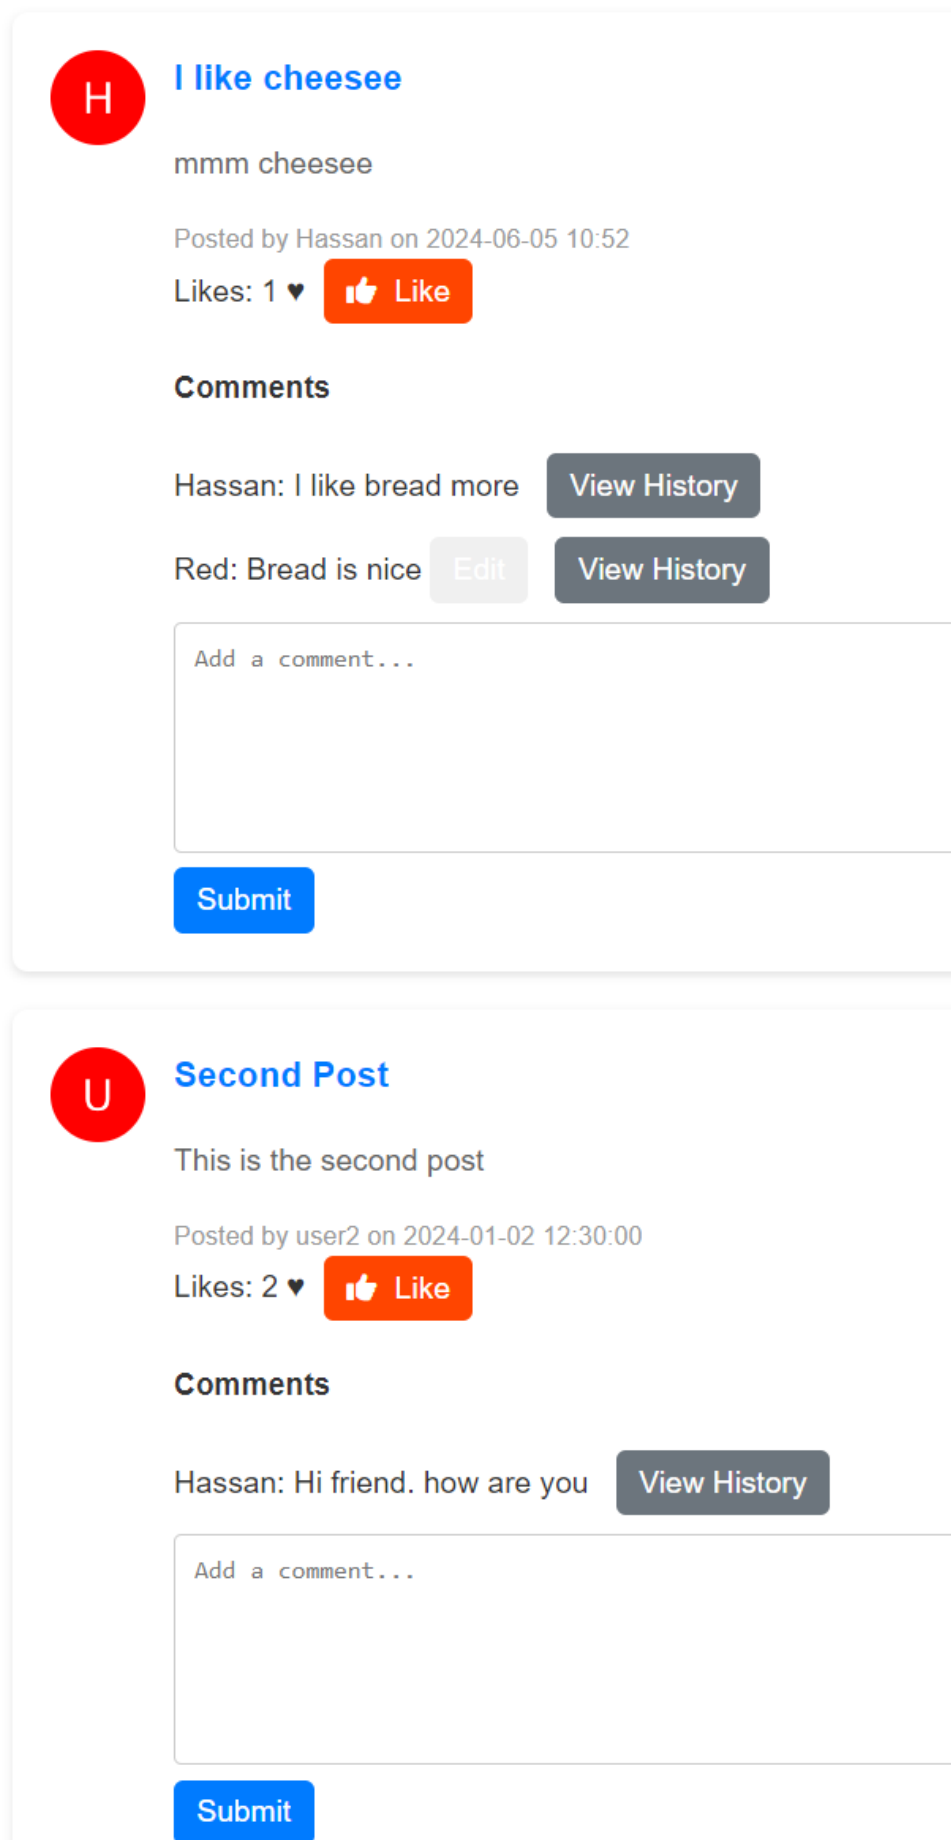 H
I like cheesee
mmm cheesee
Posted by Hassan on 2024-06-05 10:52
Likes: 1 ♥ Like
Comments
Hassan: I like bread more View History
Red: Bread is nice Edit View History
Add a comment...
Submit
U
Second Post
This is the second post
Posted by user2 on 2024-01-02 12:30:00
Likes: 2 ♥ Like
Comments
Hassan: Hi friend. how are you View History
Add a comment...
Submit